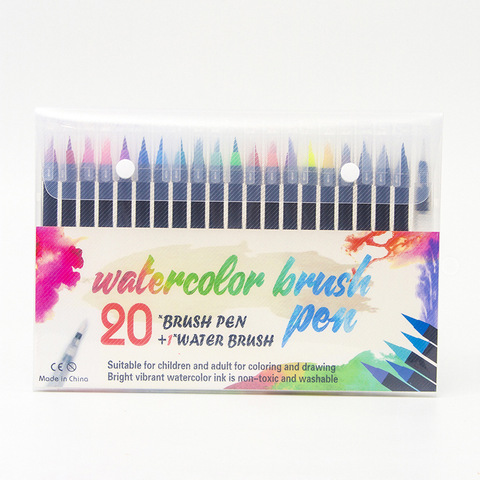 watercolor brush
pen
20 *BRUSH PEN
+1*WATER BRUSH
Suitable for children and adult for coloring and drawing
Bright vibrant watercolor ink is non-toxic and washable
CE
Made in China